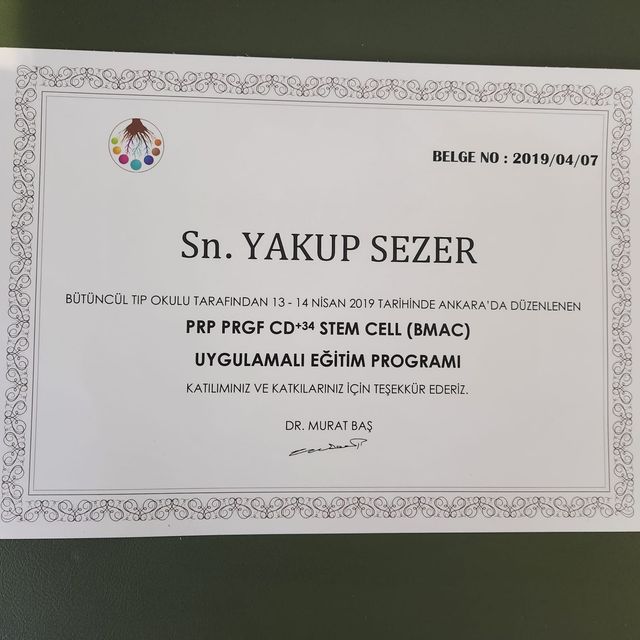 BELGE NO : 2019/04/07
Sn. YAKUP SEZER
BÜTÜNCÜL TIP OKULU TARAFINDAN 13 - 14 NİSAN 2019 TARİHİNDE ANKARA'DA DÜZENLENEN
PRP PRGF CD+34 STEM CELL (BMAC)
UYGULAMALI EĞİTİM PROGRAMI
KATILIMINIZ VE KATKILARINIZ İÇİN TEŞEKKÜR EDERİZ.
DR. MURAT BAŞ